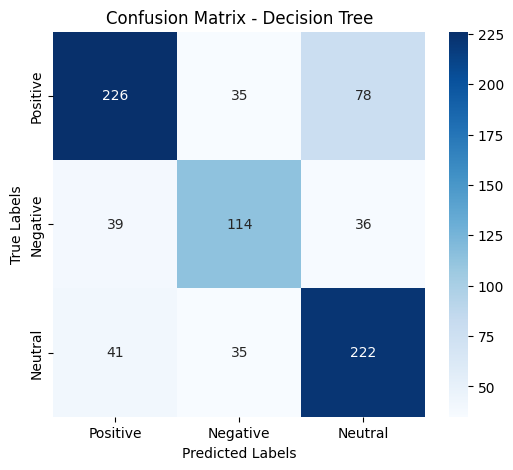 Confusion Matrix - Decision Tree
True Labels
Positive
226 35 78
Negative
39 114 36
Neutral
41 35 222
Positive Negative Neutral
Predicted Labels
225
200
175
150
125
100
75
50